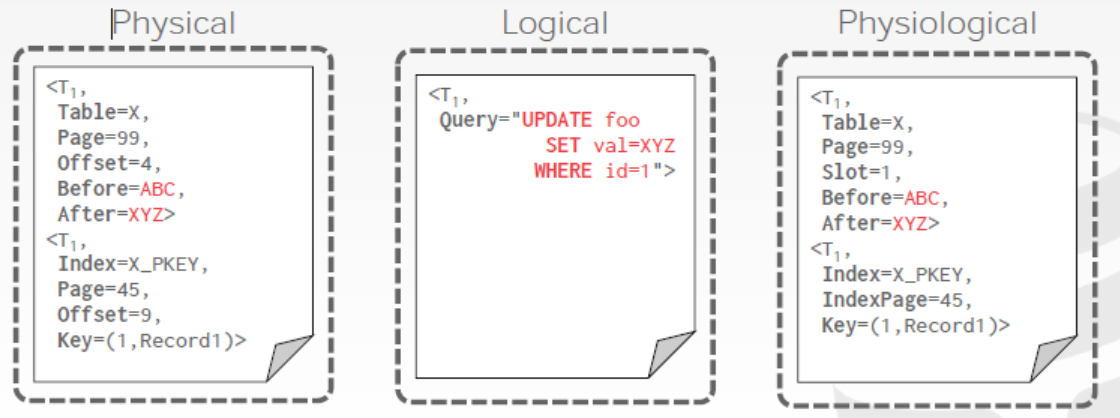 Physical
<T1,
Table=X,
Page=99,
Offset=4,
Before=ABC,
After=XYZ>
<T1,
Index=X_PKEY,
Page=45,
Offset=9,
Key=(1,Record1)>
Logical
<T1,
Query="UPDATE foo
SET val=XYZ
WHERE id=1">
Physiological
<T1,
Table=X,
Page=99,
Slot=1,
Before=ABC,
After=XYZ>
<T1,
Index=X_PKEY,
IndexPage=45,
Key=(1,Record1)>